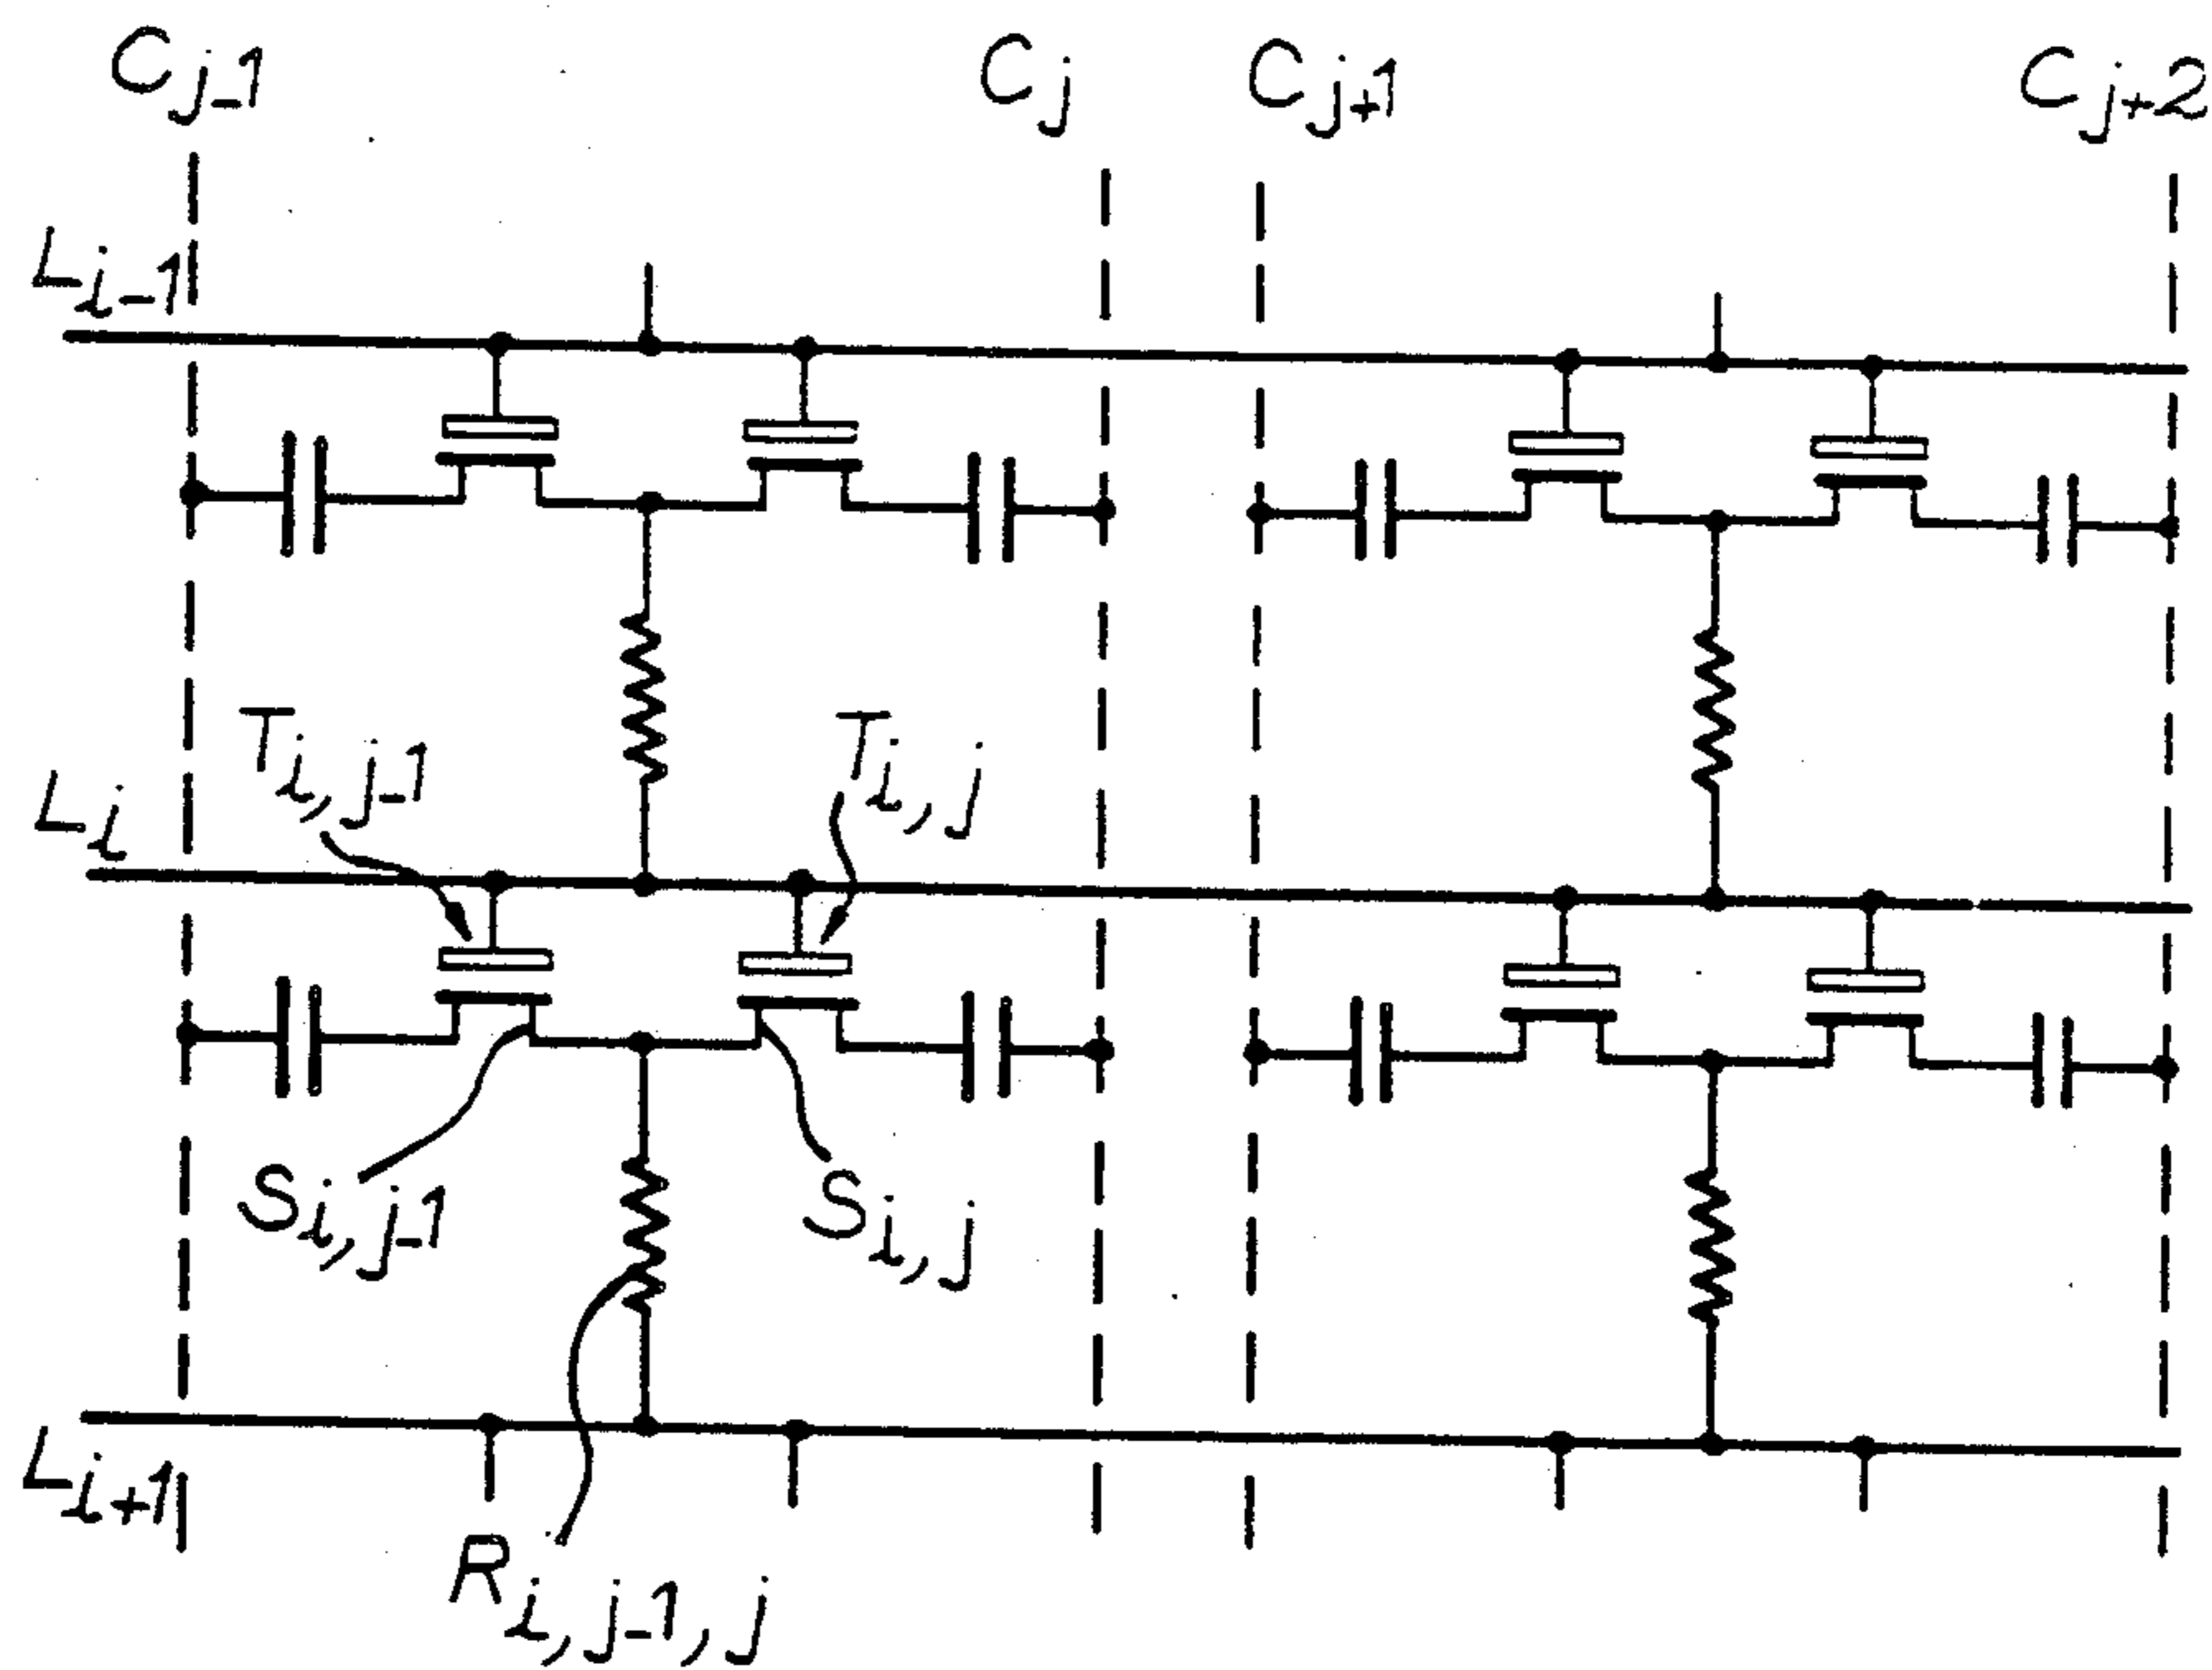 Cj-1 Cj Cj+1 Cj+2
Li-1
Ti,j-1 Ti,j
Li
Si,j-1 Si,j
Li+1
Ri,j-1,j